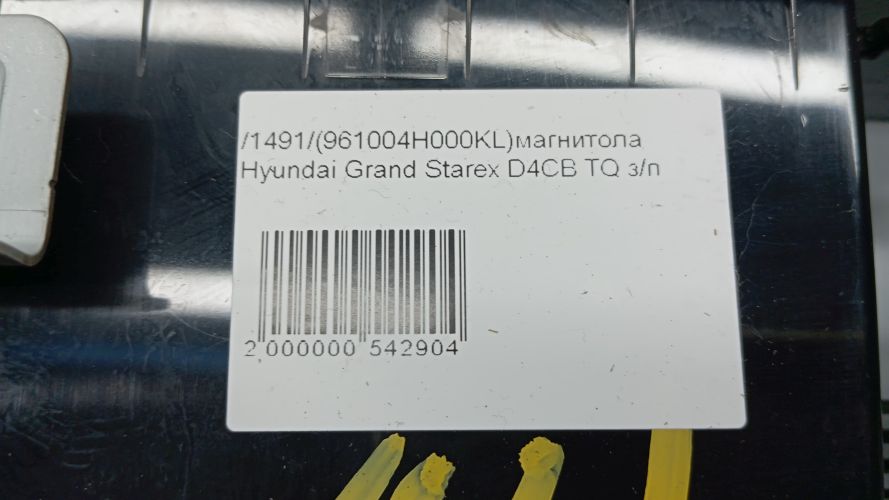 /1491/(961004H000KL)магнитола
Hyundai Grand Starex D4CB TQ з/п
2 000000 542904